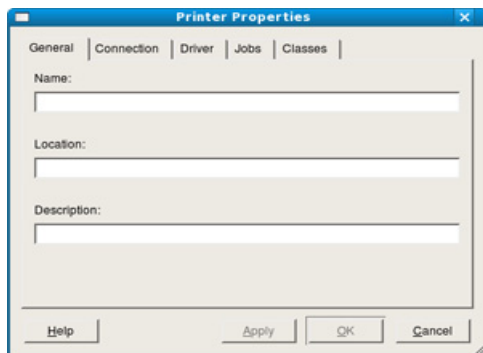 Printer Properties
General Connection Driver Jobs Classes
Name:
Location:
Description:
Help Apply OK Cancel